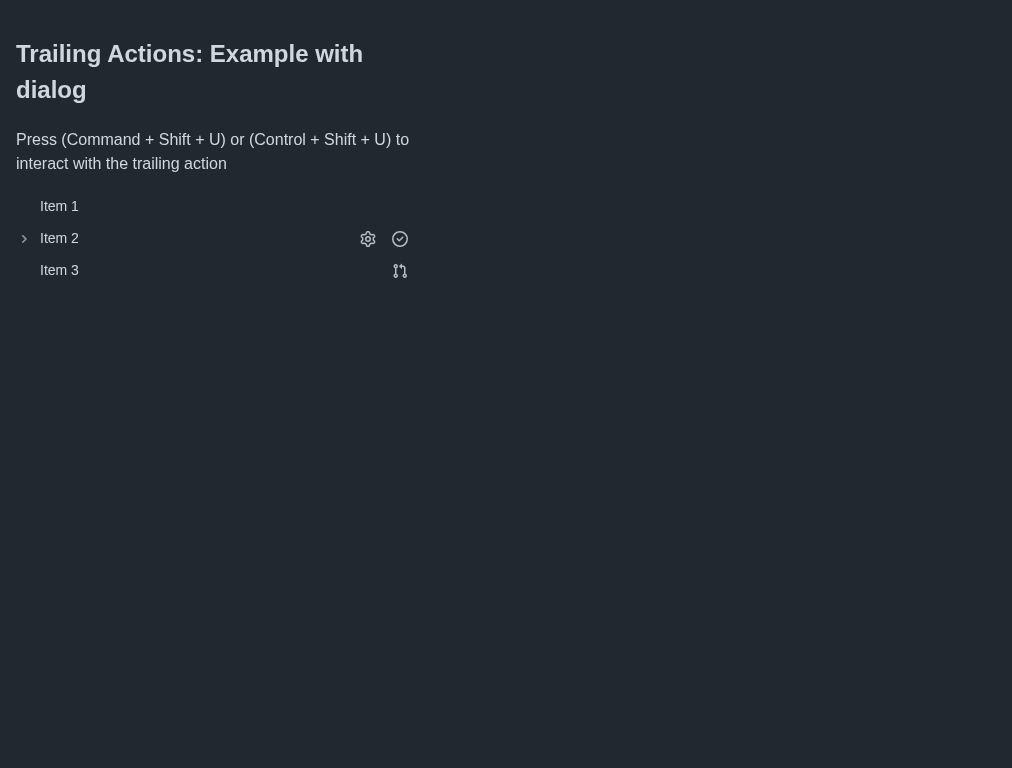 Trailing Actions: Example with
dialog
Press (Command + Shift + U) or (Control + Shift + U) to
interact with the trailing action
Item 1
Item 2
Item 3